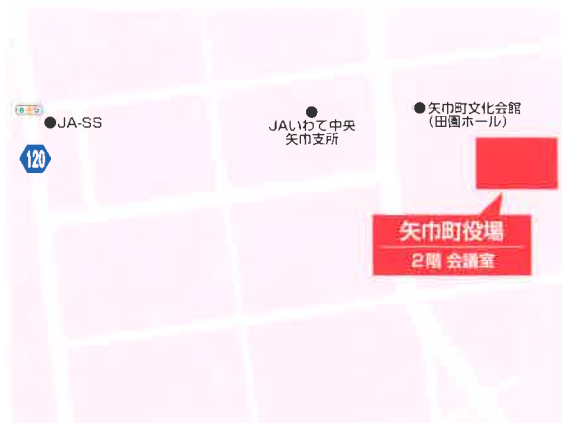 JA-SS
120
JAいわて中央
矢巾支所
矢巾町文化会館
(田園ホール)
矢巾町役場
2階 会議室